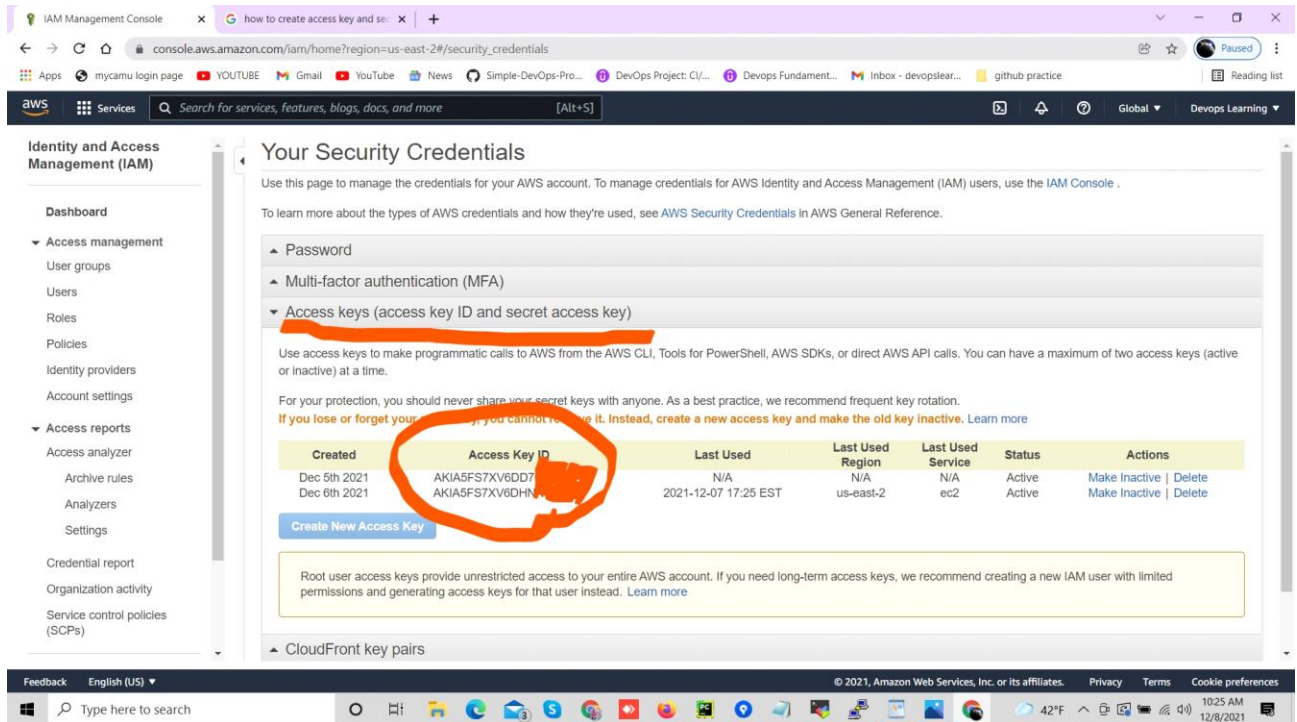 IAM Management Console
how to create access key and sec
console.aws.amazon.com/iam/home?region=us-east-2#/security_credentials
Paused
Apps mycamu login page YOUTUBE Gmail YouTube News Simple-DevOps-Pro... DevOps Project: CI/... Devops Fundament... Inbox - devopslear... github practice Reading list
aws Services Search for services, features, blogs, docs, and more [Alt+S] Global Devops Learning
Identity and Access
Management (IAM)
Dashboard
Access management
User groups
Users
Roles
Policies
Identity providers
Account settings
Access reports
Access analyzer
Archive rules
Analyzers
Settings
Credential report
Organization activity
Service control policies
(SCPs)
Your Security Credentials
Use this page to manage the credentials for your AWS account. To manage credentials for AWS Identity and Access Management (IAM) users, use the IAM Console .
To learn more about the types of AWS credentials and how they're used, see AWS Security Credentials in AWS General Reference.
Password
Multi-factor authentication (MFA)
Access keys (access key ID and secret access key)
Use access keys to make programmatic calls to AWS from the AWS CLI, Tools for PowerShell, AWS SDKs, or direct AWS API calls. You can have a maximum of two access keys (active
or inactive) at a time.
For your protection, you should never share your secret keys with anyone. As a best practice, we recommend frequent key rotation.
If you lose or forget your you cannot it. Instead, create a new access key and make the old key inactive. Learn more
Created Access Key ID Last Used Last Used Region Last Used Service Status Actions
Dec 5th 2021 AKIA5FS7XV6DD7 N/A N/A N/A Active Make Inactive | Delete
Dec 6th 2021 AKIA5FS7XV6DHN 2021-12-07 17:25 EST us-east-2 ec2 Active Make Inactive | Delete
Create New Access Key
Root user access keys provide unrestricted access to your entire AWS account. If you need long-term access keys, we recommend creating a new IAM user with limited
permissions and generating access keys for that user instead. Learn more
CloudFront key pairs
Feedback English (US) © 2021, Amazon Web Services, Inc. or its affiliates. Privacy Terms Cookie preferences
Type here to search 42°F 10:25 AM
12/8/2021